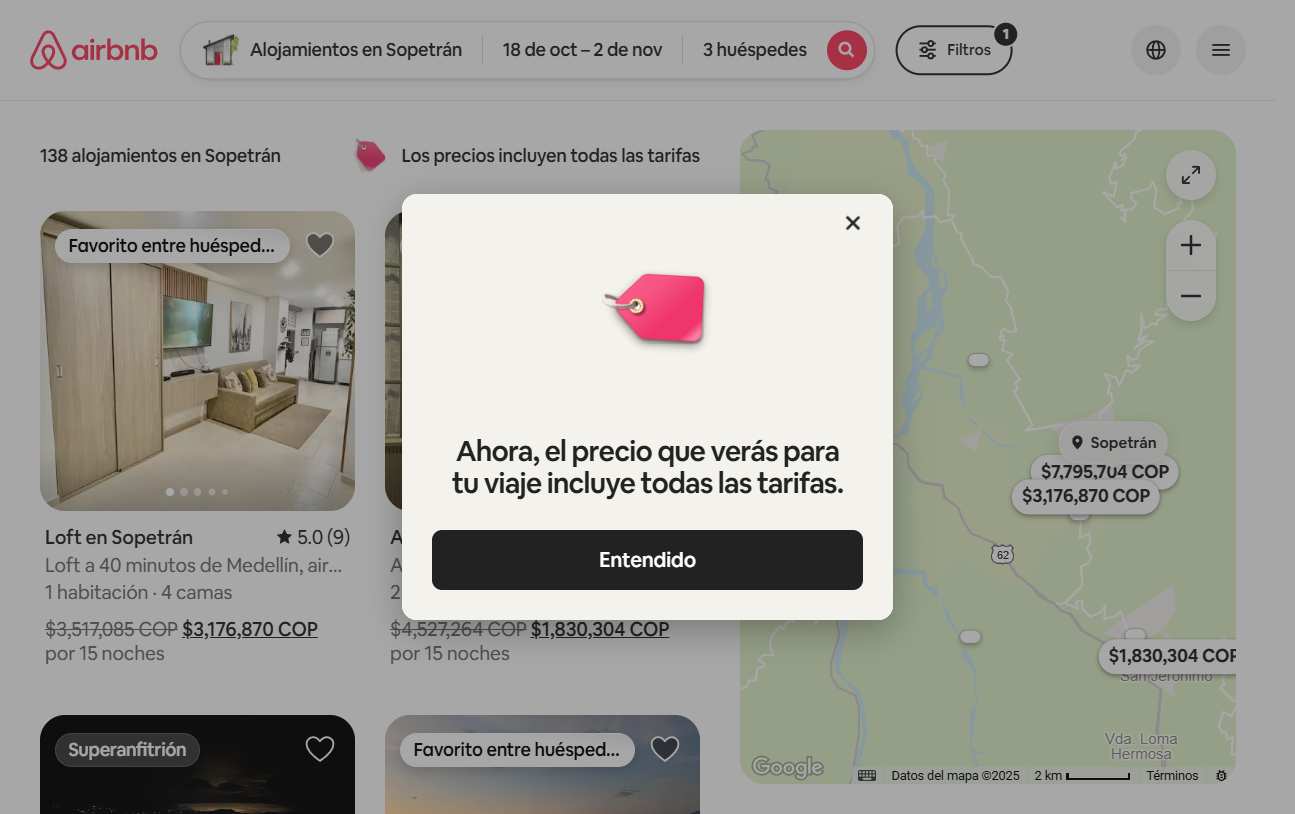 airbnb
Alojamientos en Sopetrán
18 de oct – 2 de nov
3 huéspedes
Filtros
1
138 alojamientos en Sopetrán
Los precios incluyen todas las tarifas
Favorito entre huésped...
Ahora, el precio que verás para
tu viaje incluye todas las tarifas.
Entendido
Loft en Sopetrán
5.0 (9)
Loft a 40 minutos de Medellín, air...
1 habitación · 4 camas
$3,517,085 COP $3,176,870 COP
por 15 noches
A
A
2
$4,527,264 COP $1,830,304 COP
por 15 noches
Superanfitrión
Favorito entre huésped...
Sopetrán
$7,795,704 COP
$3,176,870 COP
62
$1,830,304 COP
San Jerónimo
Vda. Loma
Hermosa
Google
Datos del mapa ©2025
2 km
Términos